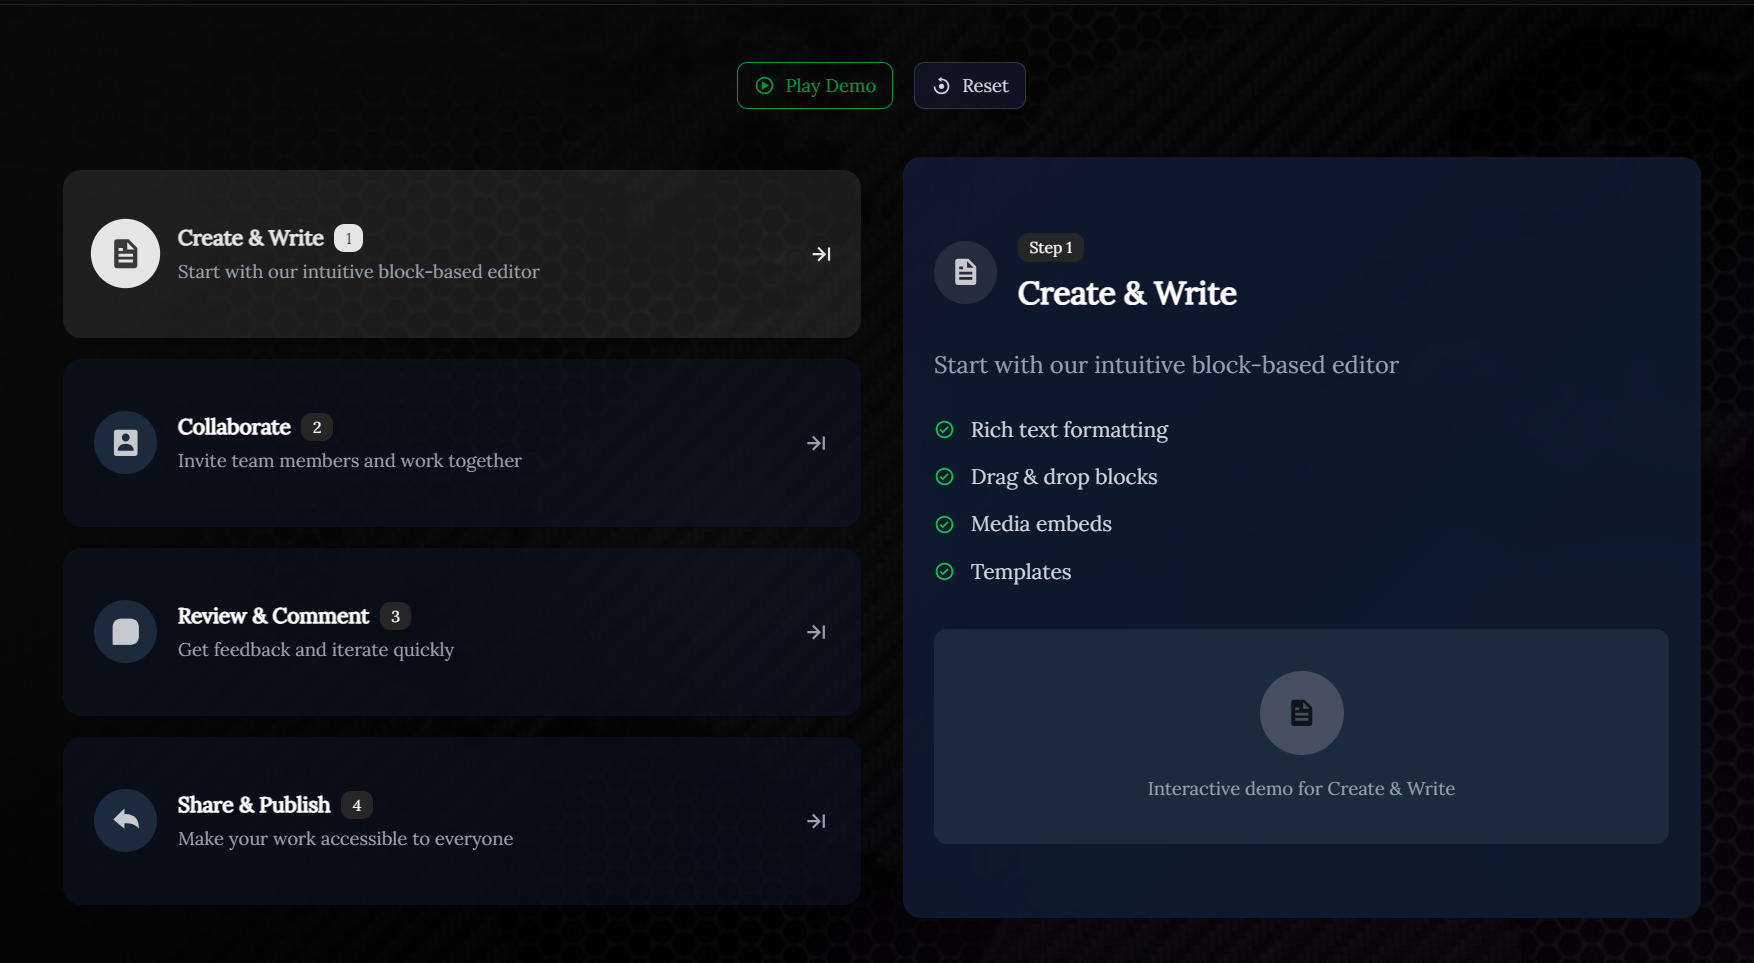 Play Demo
Reset
Create & Write 1
Start with our intuitive block-based editor
Collaborate 2
Invite team members and work together
Review & Comment 3
Get feedback and iterate quickly
Share & Publish 4
Make your work accessible to everyone
Step 1
Create & Write
Start with our intuitive block-based editor
Rich text formatting
Drag & drop blocks
Media embeds
Templates
Interactive demo for Create & Write